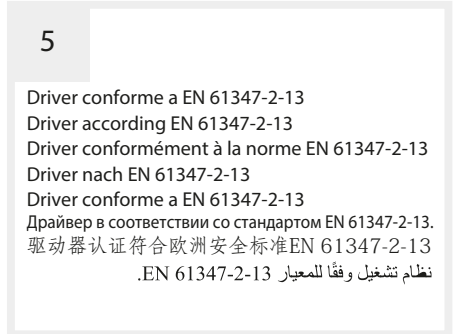 5
Driver conforme a EN 61347-2-13
Driver according EN 61347-2-13
Driver conformément à la norme EN 61347-2-13
Driver nach EN 61347-2-13
Driver conforme a EN 61347-2-13
Драйвер в соответствии со стандартом EN 61347-2-13.
驱动器认证符合欧洲安全标准EN 61347-2-13
نظام تشغيل وفقًا للمعيار EN 61347-2-13.